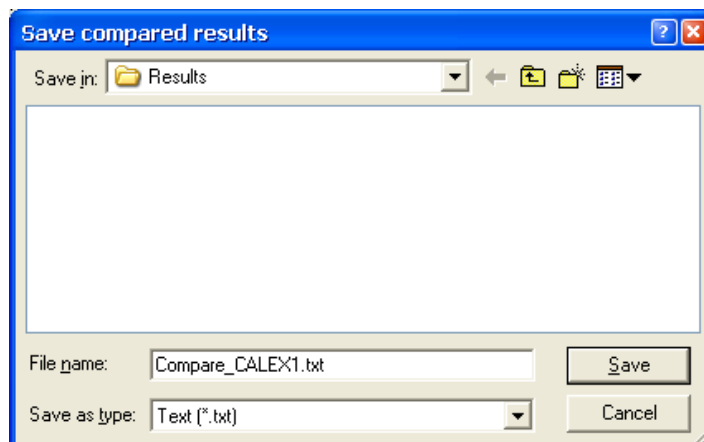 Save compared results ?
Save in: Results
File name: Compare_CALEX1.txt Save
Save as type: Text (*.txt) Cancel